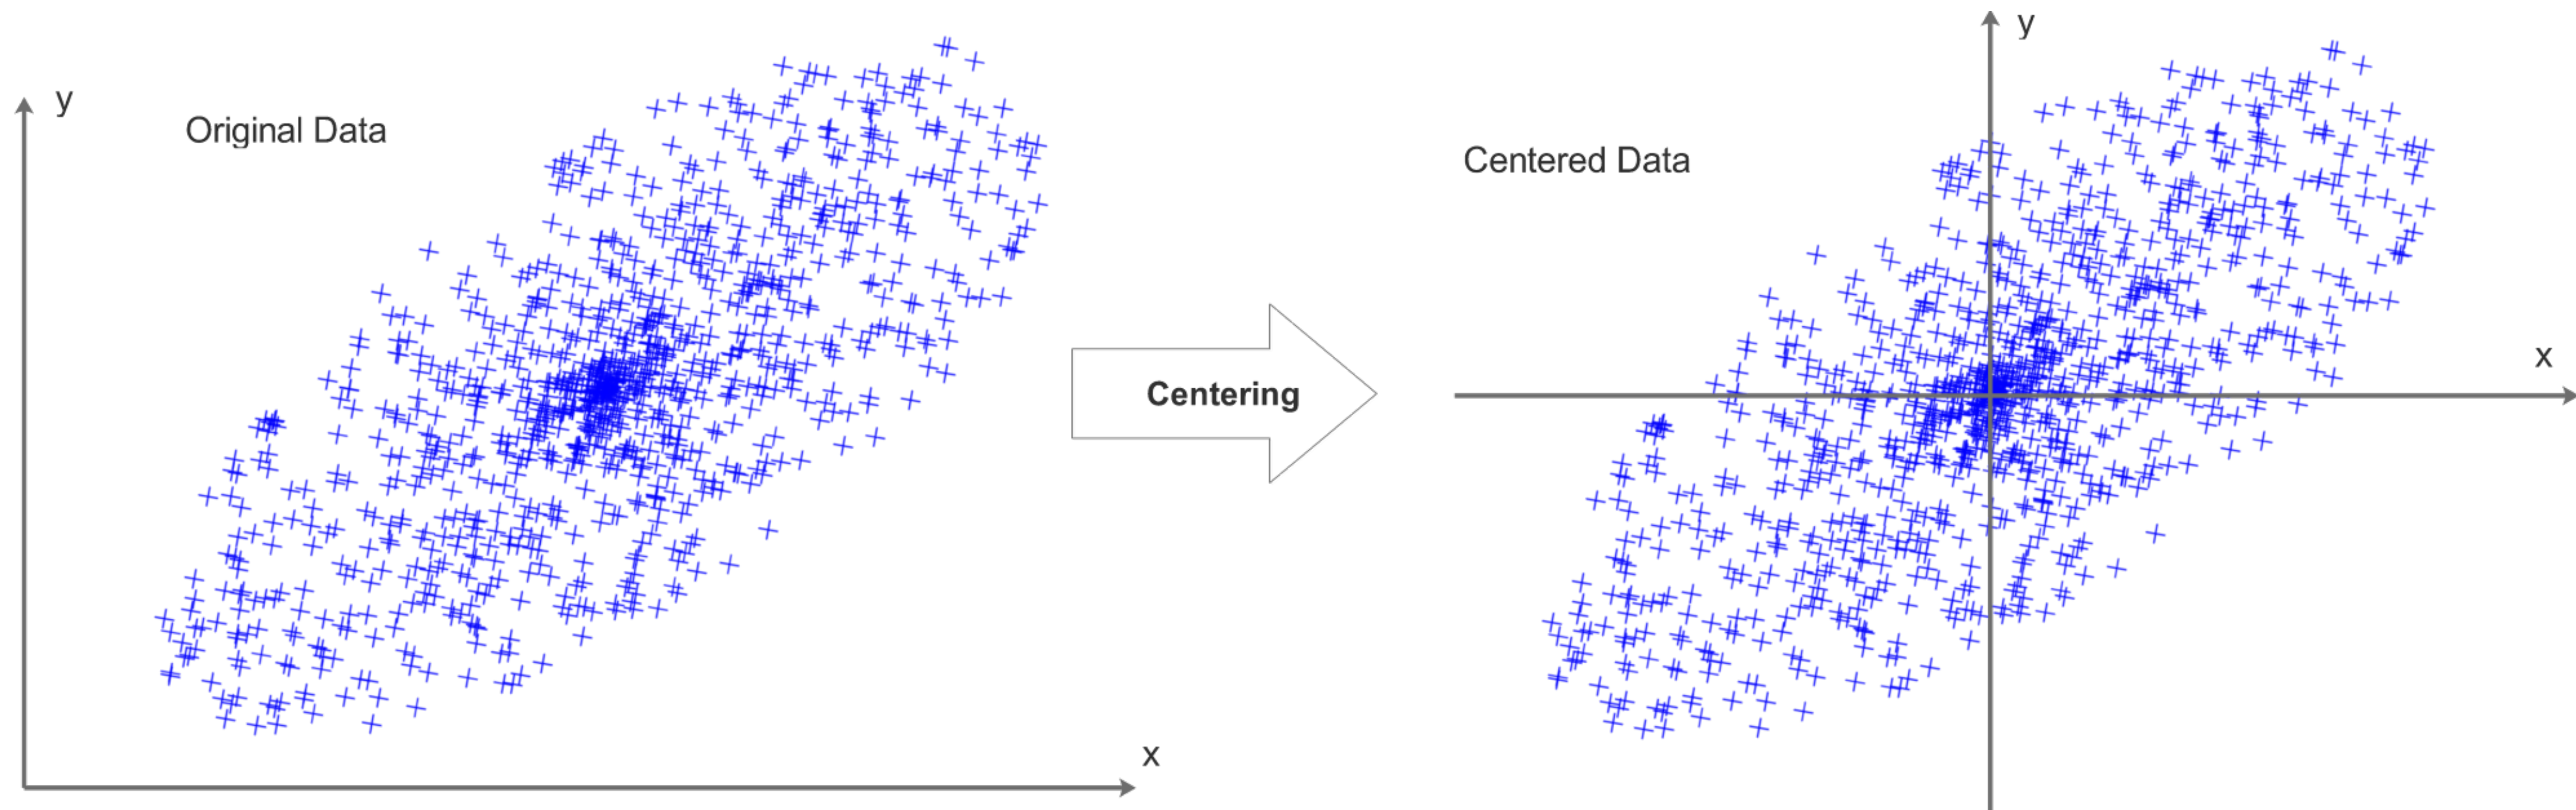 y
Original Data
x
Centering
y
Centered Data
x